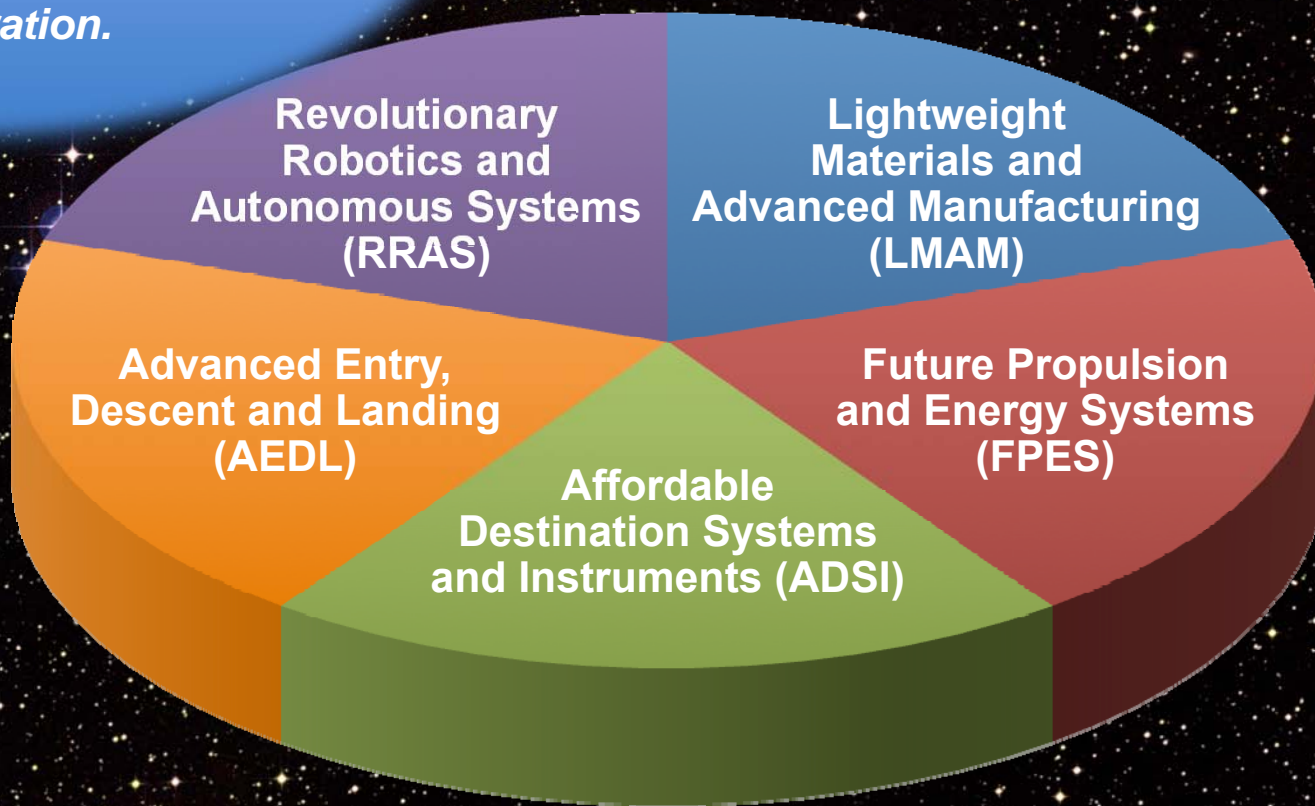 Revolutionary
Robotics and
Autonomous Systems
(RRAS)
Lightweight
Materials and
Advanced Manufacturing
(LMAM)
Advanced Entry,
Descent and Landing
(AEDL)
Future Propulsion
and Energy Systems
(FPES)
Affordable
Destination Systems
and Instruments (ADSI)